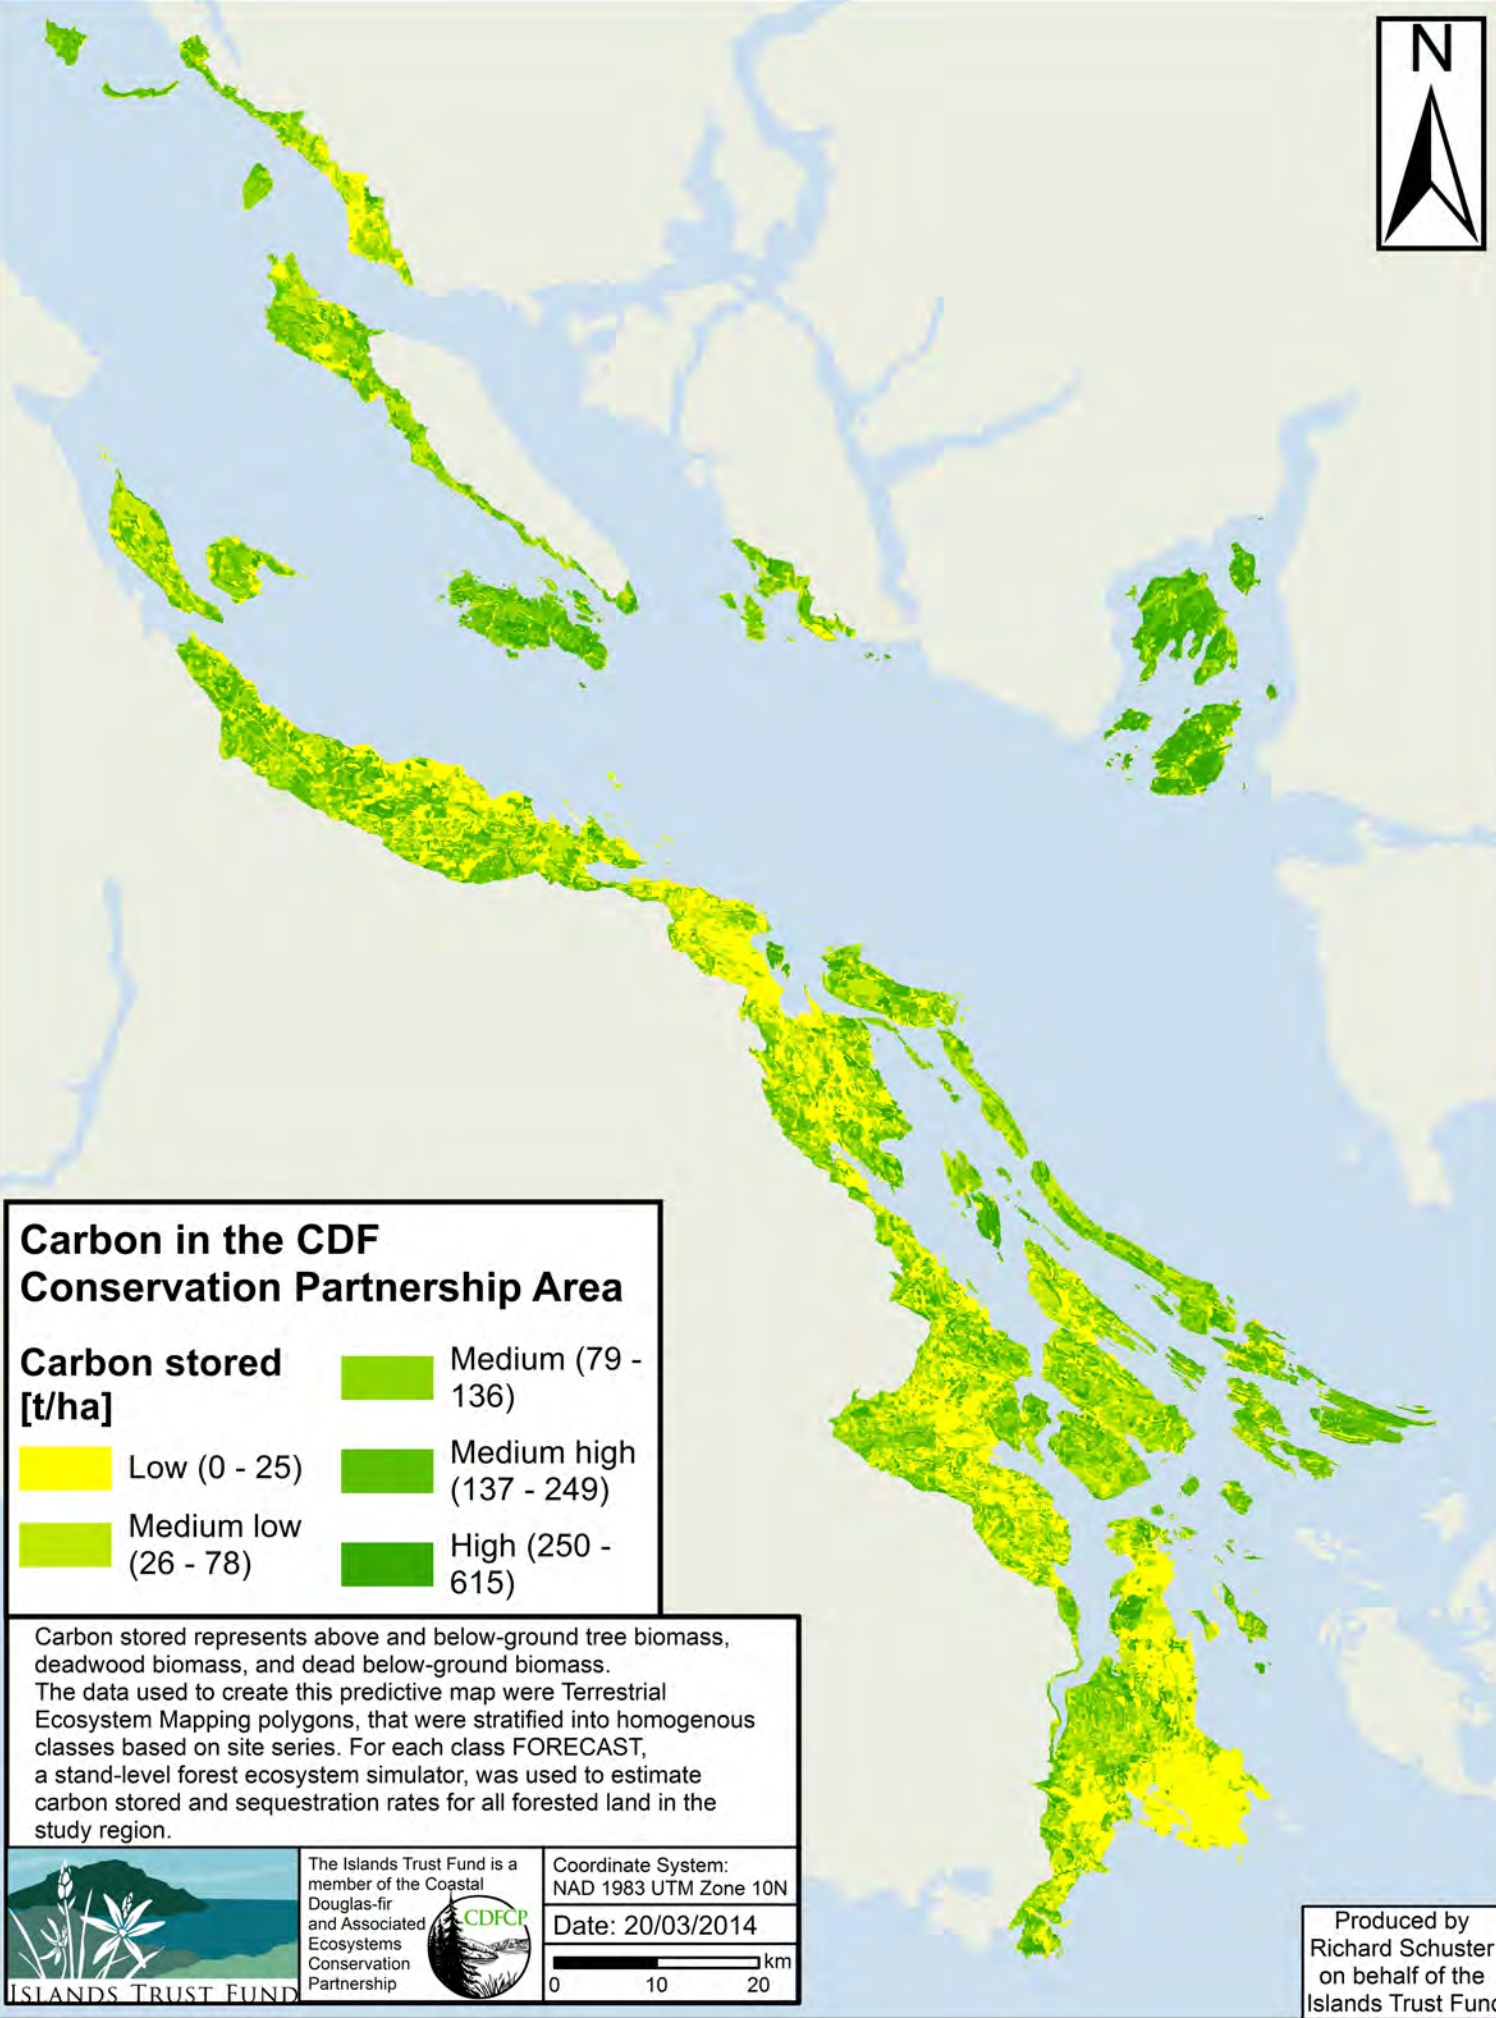 N
Carbon in the CDF
Conservation Partnership Area
Carbon stored
[t/ha]
Low (0 - 25)
Medium low
(26 - 78)
Medium (79 -
136)
Medium high
(137 - 249)
High (250 -
615)
Carbon stored represents above and below-ground tree biomass,
deadwood biomass, and dead below-ground biomass.
The data used to create this predictive map were Terrestrial
Ecosystem Mapping polygons, that were stratified into homogenous
classes based on site series. For each class FORECAST,
a stand-level forest ecosystem simulator, was used to estimate
carbon stored and sequestration rates for all forested land in the
study region.
ISLANDS TRUST FUND
The Islands Trust Fund is a
member of the Coastal
Douglas-fir
and Associated
Ecosystems
Conservation
Partnership
CDFCP
Coordinate System:
NAD 1983 UTM Zone 10N
Date: 20/03/2014
km
0 10 20
Produced by
Richard Schuster
on behalf of the
Islands Trust Fund